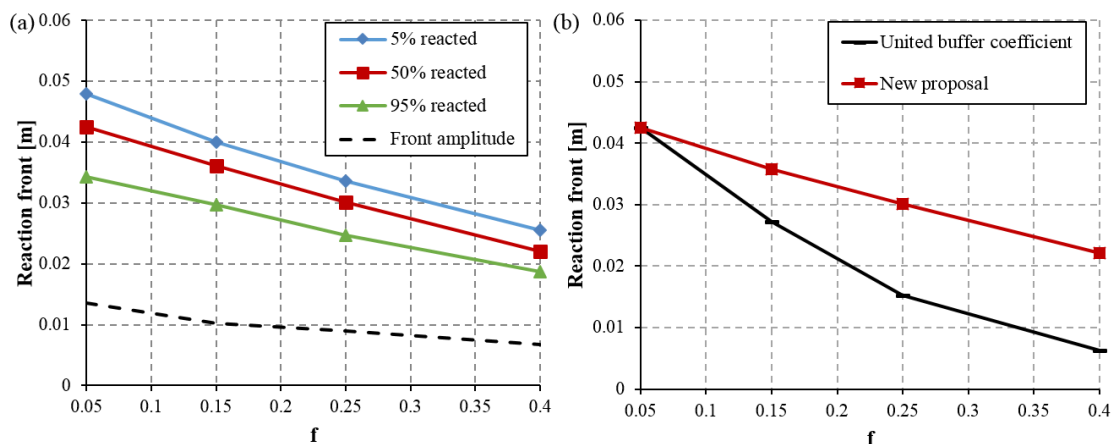 (a)
Reaction front [m]
0.06
0.05
0.04
0.03
0.02
0.01
0
0.05 0.1 0.15 0.2 0.25 0.3 0.35 0.4
f
5% reacted
50% reacted
95% reacted
Front amplitude
(b)
Reaction front [m]
0.06
0.05
0.04
0.03
0.02
0.01
0
0.05 0.1 0.15 0.2 0.25 0.3 0.35 0.4
f
United buffer coefficient
New proposal